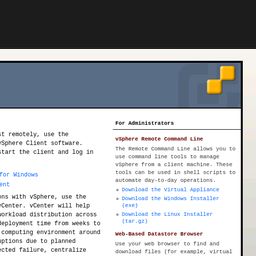 st remotely, use the
vSphere Client software.
start the client and log in
for Windows
ent
ons with vSphere, use the
vCenter. vCenter will help
workload distribution across
deployment time from weeks to
computing environment around
uptions due to planned
ected failure, centralize
For Administrators
vSphere Remote Command Line
The Remote Command Line allows you to
use command line tools to manage
vSphere from a client machine. These
tools can be used in shell scripts to
automate day-to-day operations.
Download the Virtual Appliance
Download the Windows Installer
(exe)
Download the Linux Installer
(tar.gz)
Web-Based Datastore Browser
Use your web browser to find and
download files (for example, virtual